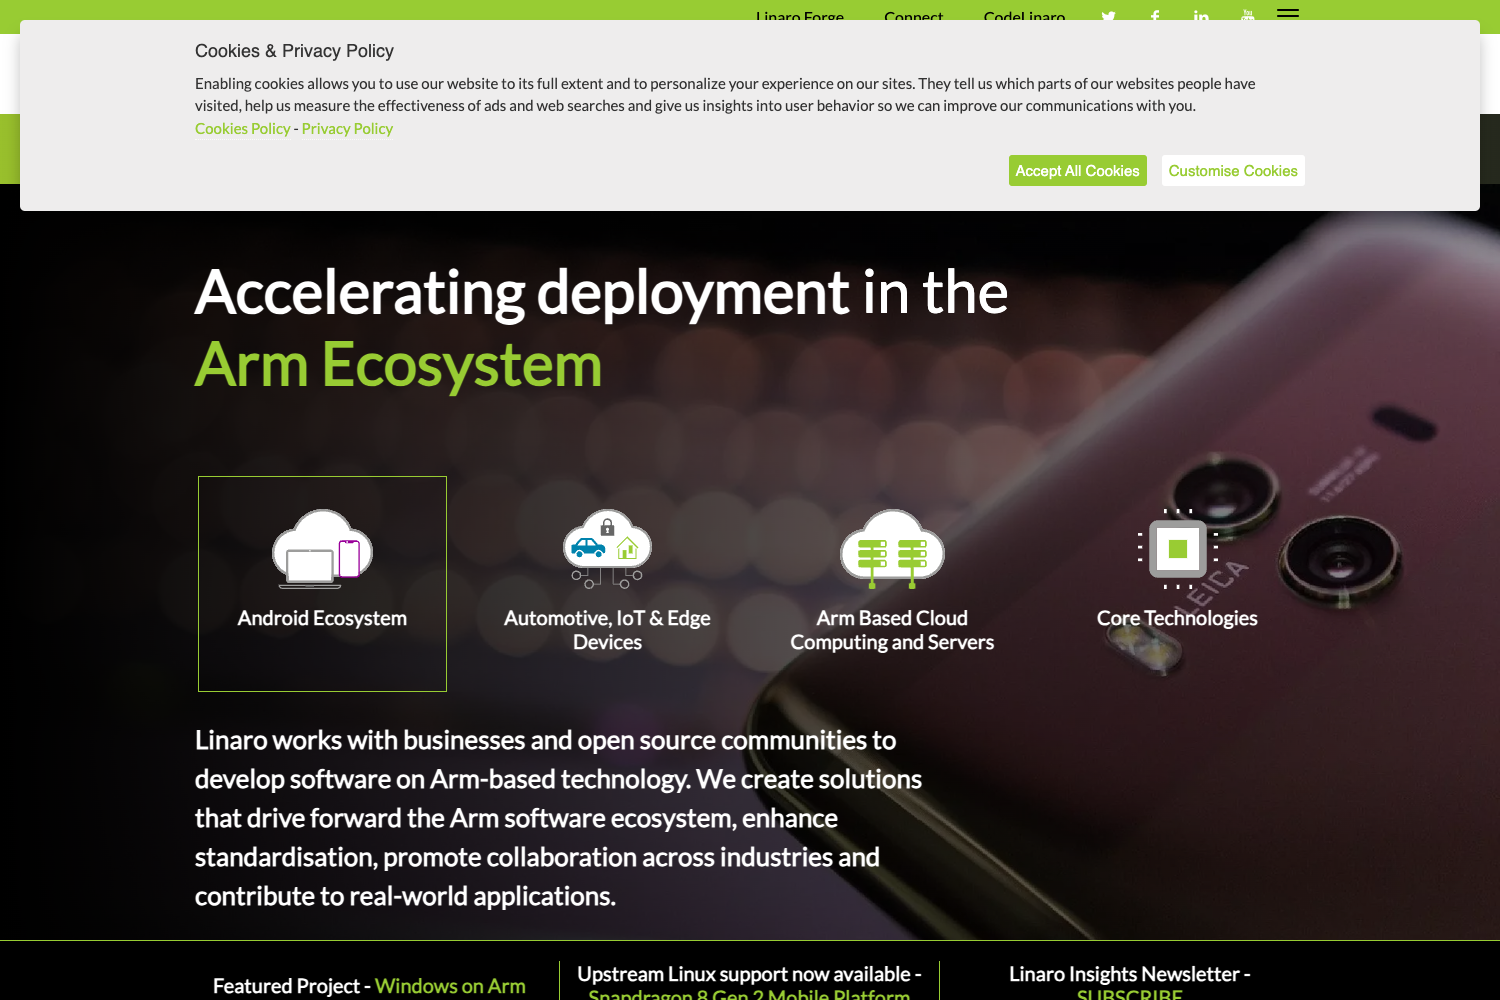 Linaro Forge
Connect
CodeLinaro
Cookies & Privacy Policy
Enabling cookies allows you to use our website to its full extent and to personalize your experience on our sites. They tell us which parts of our websites people have
visited, help us measure the effectiveness of ads and web searches and give us insights into user behavior so we can improve our communications with you.
Cookies Policy - Privacy Policy
Accept All Cookies
Customise Cookies
Accelerating deployment in the
Arm Ecosystem
Android Ecosystem
Automotive, IoT & Edge
Devices
Arm Based Cloud
Computing and Servers
Core Technologies
LEICA
Linaro works with businesses and open source communities to
develop software on Arm-based technology. We create solutions
that drive forward the Arm software ecosystem, enhance
standardisation, promote collaboration across industries and
contribute to real-world applications.
Featured Project - Windows on Arm
Upstream Linux support now available -
Snapdragon 8 Gen 2 Mobile Platform
Linaro Insights Newsletter -
SUBSCRIBE